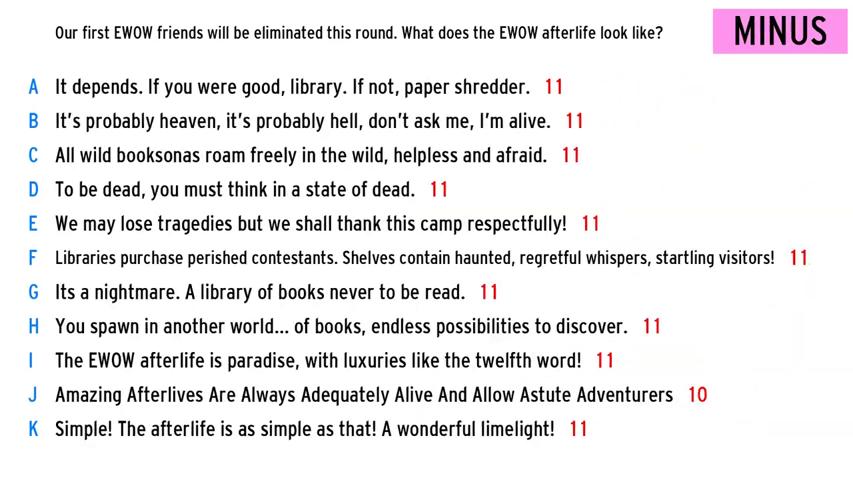 Our first EWOW friends will be eliminated this round. What does the EWOW afterlife look like?
MINUS
A It depends. If you were good, library. If not, paper shredder. 11
B It's probably heaven, it's probably hell, don't ask me, I'm alive. 11
C All wild booksonas roam freely in the wild, helpless and afraid. 11
D To be dead, you must think in a state of dead. 11
E We may lose tragedies but we shall thank this camp respectfully! 11
F Libraries purchase perished contestants. Shelves contain haunted, regretful whispers, startling visitors! 11
G Its a nightmare. A library of books never to be read. 11
H You spawn in another world... of books, endless possibilities to discover. 11
I The EWOW afterlife is paradise, with luxuries like the twelfth word! 11
J Amazing Afterlives Are Always Adequately Alive And Allow Astute Adventurers 10
K Simple! The afterlife is as simple as that! A wonderful limelight! 11